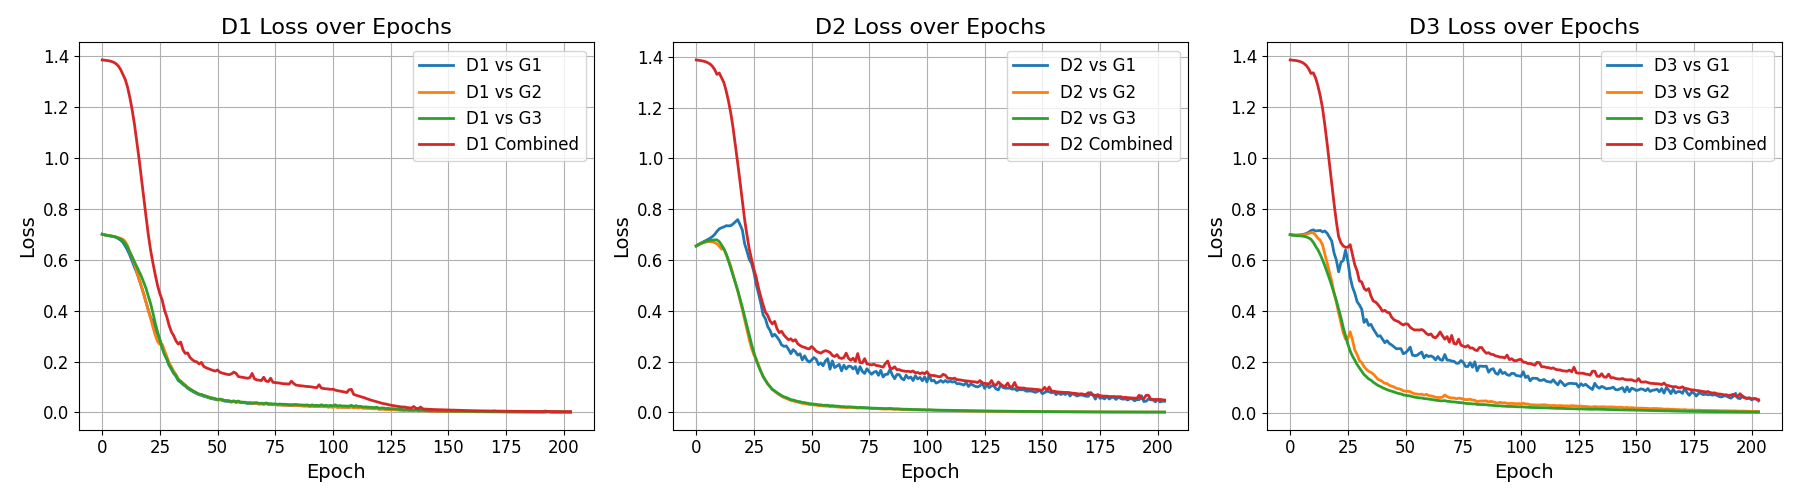 D1 Loss over Epochs
Loss
1.4
1.2
1.0
0.8
0.6
0.4
0.2
0.0
D1 vs G1
D1 vs G2
D1 vs G3
D1 Combined
0 25 50 75 100 125 150 175 200
Epoch
D2 Loss over Epochs
Loss
1.4
1.2
1.0
0.8
0.6
0.4
0.2
0.0
D2 vs G1
D2 vs G2
D2 vs G3
D2 Combined
0 25 50 75 100 125 150 175 200
Epoch
D3 Loss over Epochs
Loss
1.4
1.2
1.0
0.8
0.6
0.4
0.2
0.0
D3 vs G1
D3 vs G2
D3 vs G3
D3 Combined
0 25 50 75 100 125 150 175 200
Epoch